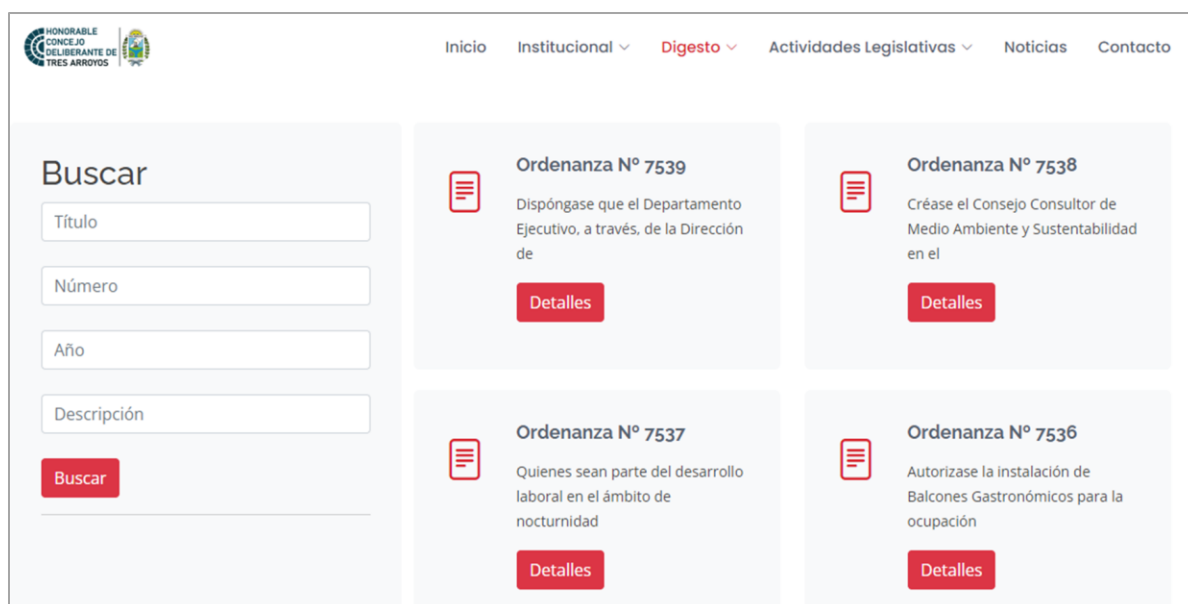 HONORABLE
CONCEJO
DELIBERANTE DE
TRES ARROYOS
Inicio Institucional Digesto Actividades Legislativas Noticias Contacto
Buscar
Título
Número
Año
Descripción
Buscar
Ordenanza Nº 7539
Dispóngase que el Departamento
Ejecutivo, a través, de la Dirección
de
Detalles
Ordenanza Nº 7538
Créase el Consejo Consultor de
Medio Ambiente y Sustentabilidad
en el
Detalles
Ordenanza Nº 7537
Quienes sean parte del desarrollo
laboral en el ámbito de
nocturnidad
Detalles
Ordenanza Nº 7536
Autorizase la instalación de
Balcones Gastronómicos para la
ocupación
Detalles